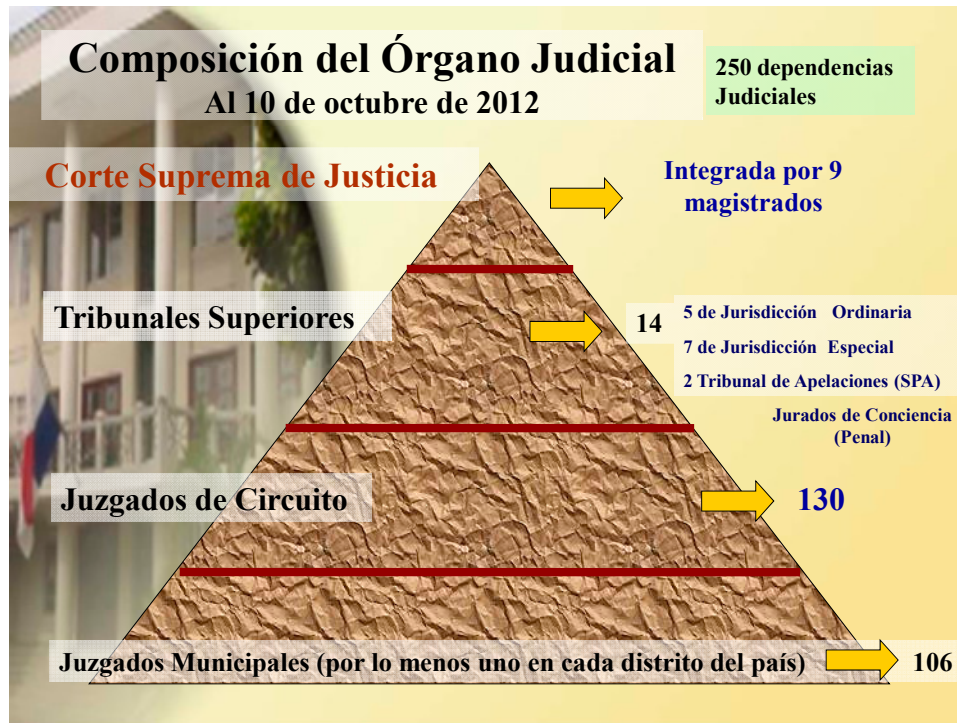 Composición del Órgano Judicial
Al 10 de octubre de 2012
250 dependencias
Judiciales
Corte Suprema de Justicia
Integrada por 9
magistrados
Tribunales Superiores
14
5 de Jurisdicción Ordinaria
7 de Jurisdicción Especial
2 Tribunal de Apelaciones (SPA)
Jurados de Conciencia
(Penal)
Juzgados de Circuito
130
Juzgados Municipales (por lo menos uno en cada distrito del país)
106